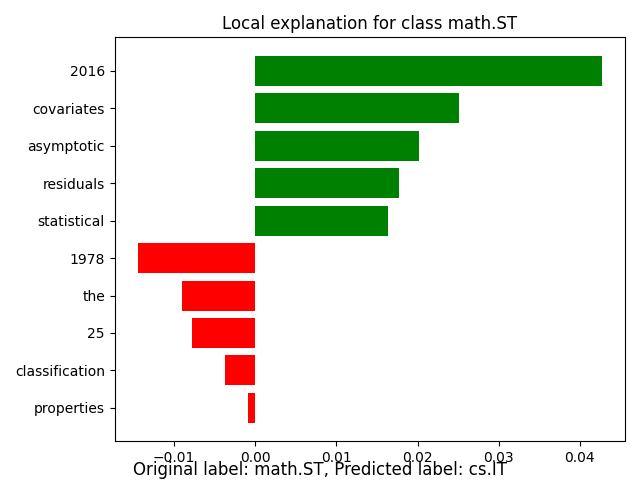 Local explanation for class math.ST
2016
covariates
asymptotic
residuals
statistical
1978
the
25
classification
properties
−0.01 0.00 0.01 0.02 0.03 0.04
Original label: math.ST, Predicted label: cs.IT